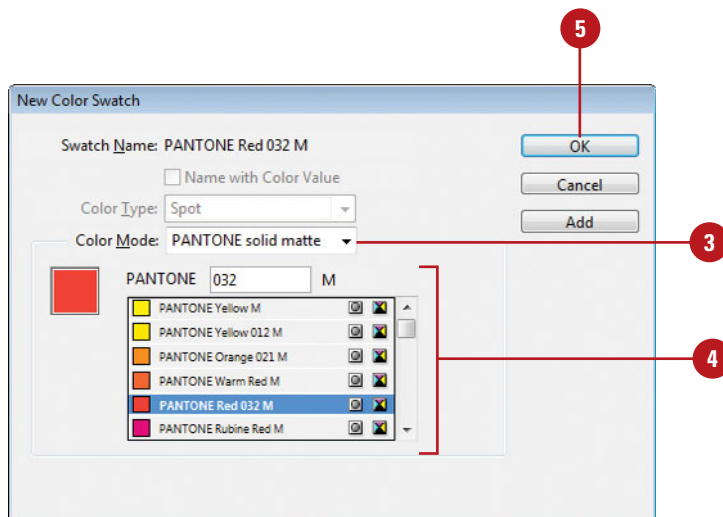 5
New Color Swatch
Swatch Name: PANTONE Red 032 M
OK
Name with Color Value
Cancel
Color Type: Spot
Add
Color Mode: PANTONE solid matte
3
PANTONE 032 M
PANTONE Yellow M
PANTONE Yellow 012 M
PANTONE Orange 021 M
4
PANTONE Warm Red M
PANTONE Red 032 M
PANTONE Rubine Red M